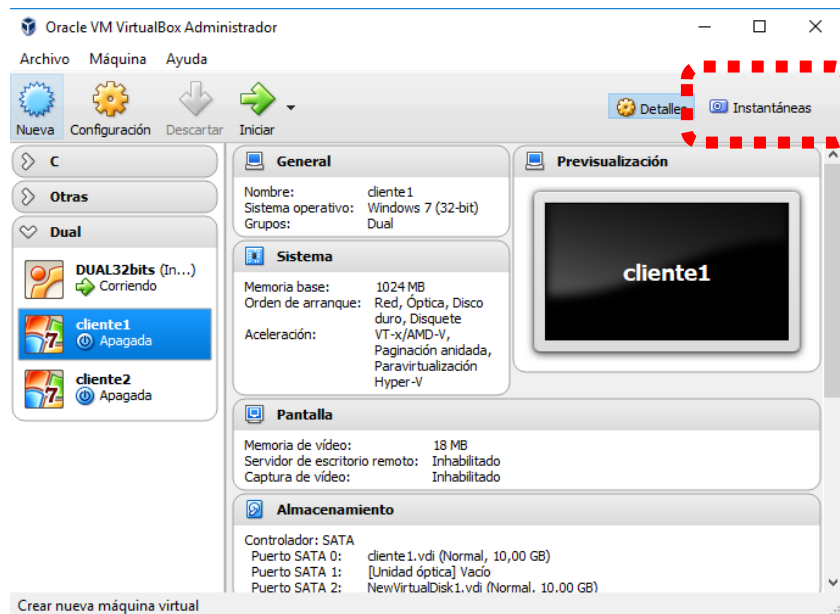 Oracle VM VirtualBox Administrador
Archivo Máquina Ayuda
Nueva Configuración Descartar Iniciar
Detalles Instantáneas
C
Otras
Dual
DUAL32bits (In...)
Corriendo
cliente1
Apagada
cliente2
Apagada
General
Nombre: cliente1
Sistema operativo: Windows 7 (32-bit)
Grupos: Dual
Sistema
Memoria base: 1024 MB
Orden de arranque: Red, Óptica, Disco
duro, Disquete
Aceleración: VT-x/AMD-V,
Paginación anidada,
Paravirtualización
Hyper-V
Previsualización
cliente1
Pantalla
Memoria de vídeo: 18 MB
Servidor de escritorio remoto: Inhabilitado
Captura de vídeo: Inhabilitado
Almacenamiento
Controlador: SATA
Puerto SATA 0: cliente1.vdi (Normal, 10,00 GB)
Puerto SATA 1: [Unidad óptica] Vacío
Puerto SATA 2: NewVirtualDisk1.vdi (Normal, 10,00 GB)
Crear nueva máquina virtual